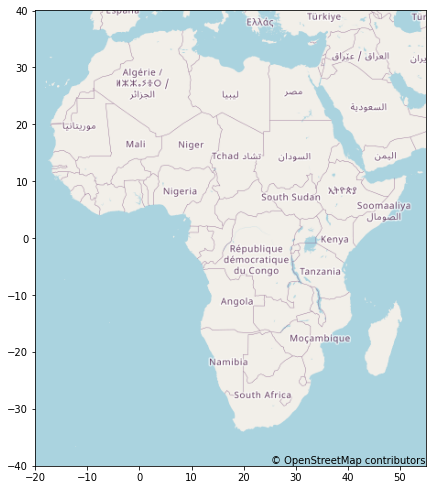 40
30
20
10
0
−10
−20
−30
−40
−20
−10
0
10
20
30
40
50
España
Ελλάς
Türkiye
العراق / عێراق
Algérie /
ⵍⵣⵣⴰⵢⴻⵔ /
الجزائر
ليبيا
مصر
السعودية
موريتانيا
Mali
Niger
Tchad تشاد
السودان
اليمن
Nigeria
South Sudan
ኢትዮጵያ
Soomaaliya
الصومال
Kenya
République
démocratique
du Congo
Tanzania
Angola
Moçambique
Namibia
South Africa
© OpenStreetMap contributors